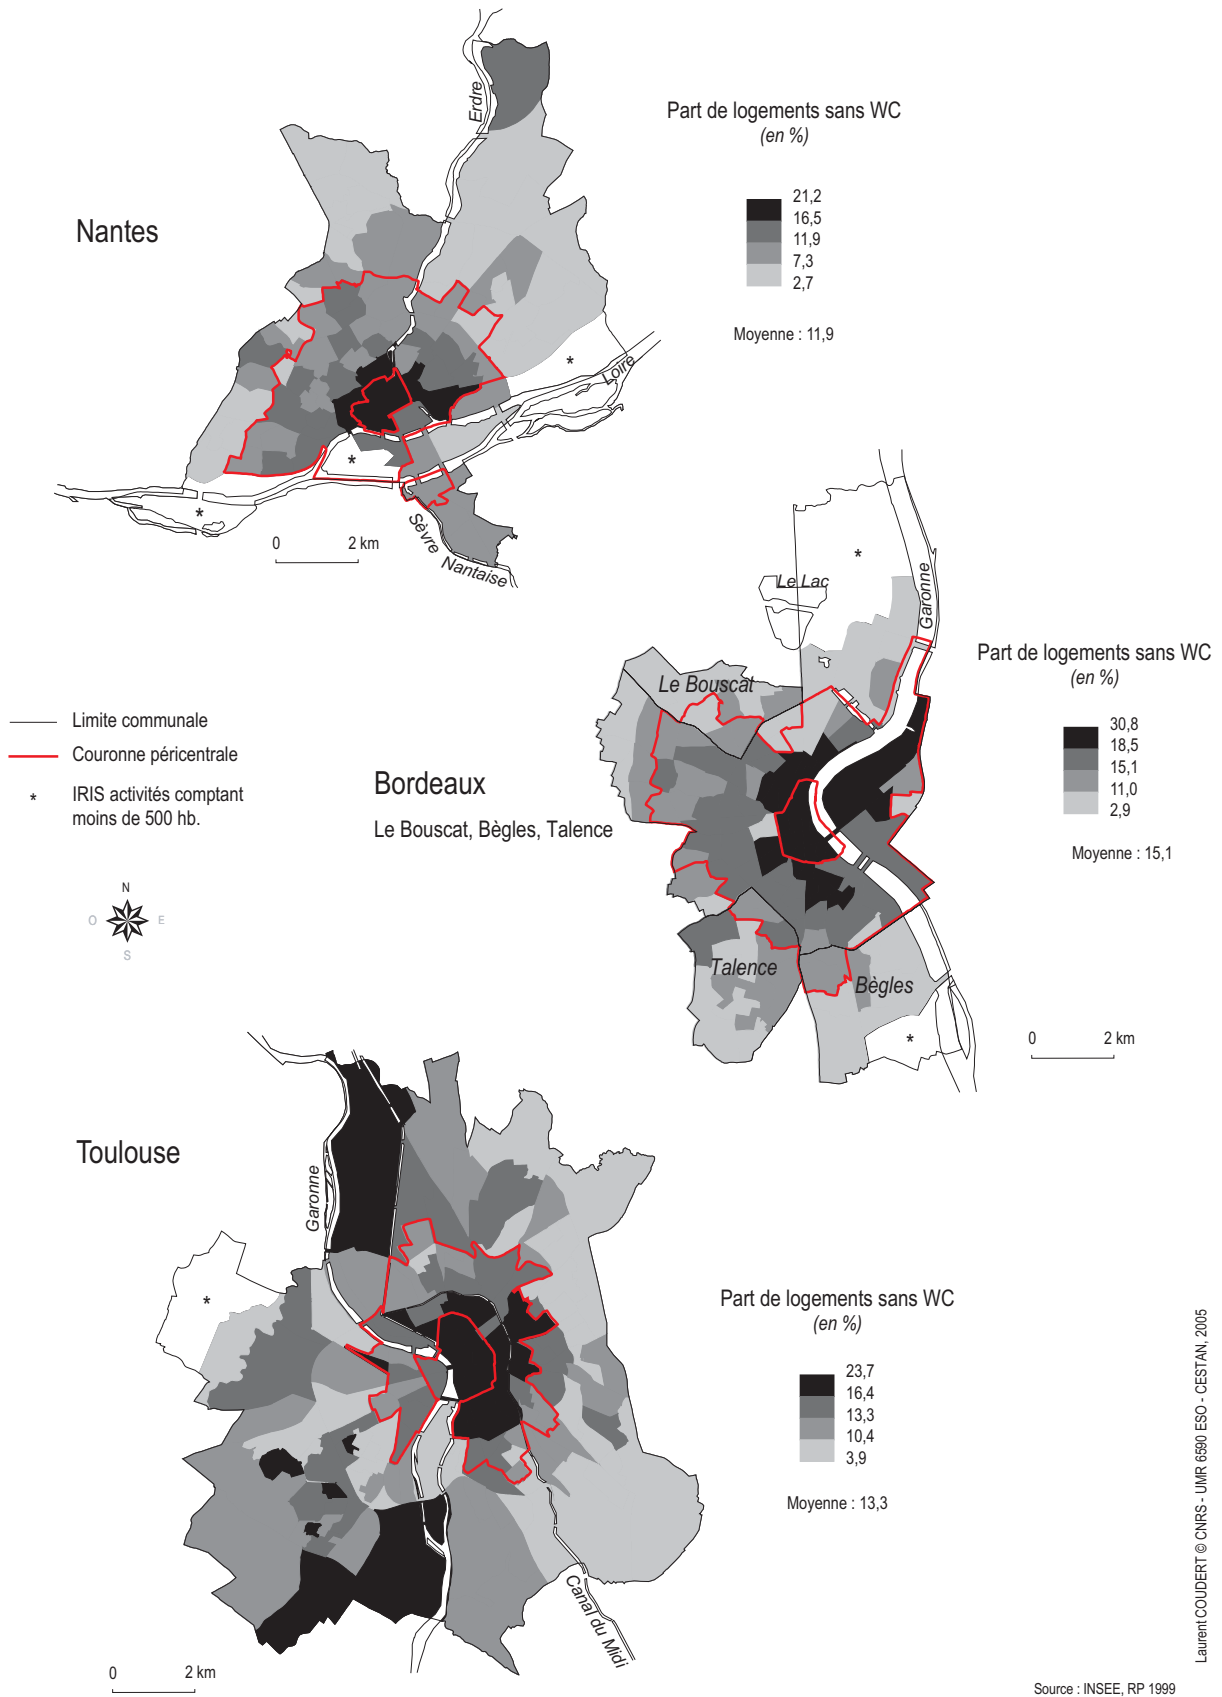 Erdre
Part de logements sans WC
(en %)
21,2
16,5
11,9
7,3
2,7
Moyenne : 11,9
Nantes
*
Loire
*
*
Sèvre Nantaise
0 2 km
*
Le Lac
Garonne
Part de logements sans WC
(en %)
30,8
18,5
15,1
11,0
2,9
Moyenne : 15,1
Le Bouscat
Limite communale
Couronne péricentrale
* IRIS activités comptant
moins de 500 hb.
Bordeaux
Le Bouscat, Bègles, Talence
N
O E
S
Talence
Bègles
*
0 2 km
Toulouse
Garonne
*
Part de logements sans WC
(en %)
23,7
16,4
13,3
10,4
3,9
Moyenne : 13,3
Canal du Midi
0 2 km
Laurent COUDERT © CNRS - UMR 6590 ESO - CESTAN, 2005
Source : INSEE, RP 1999